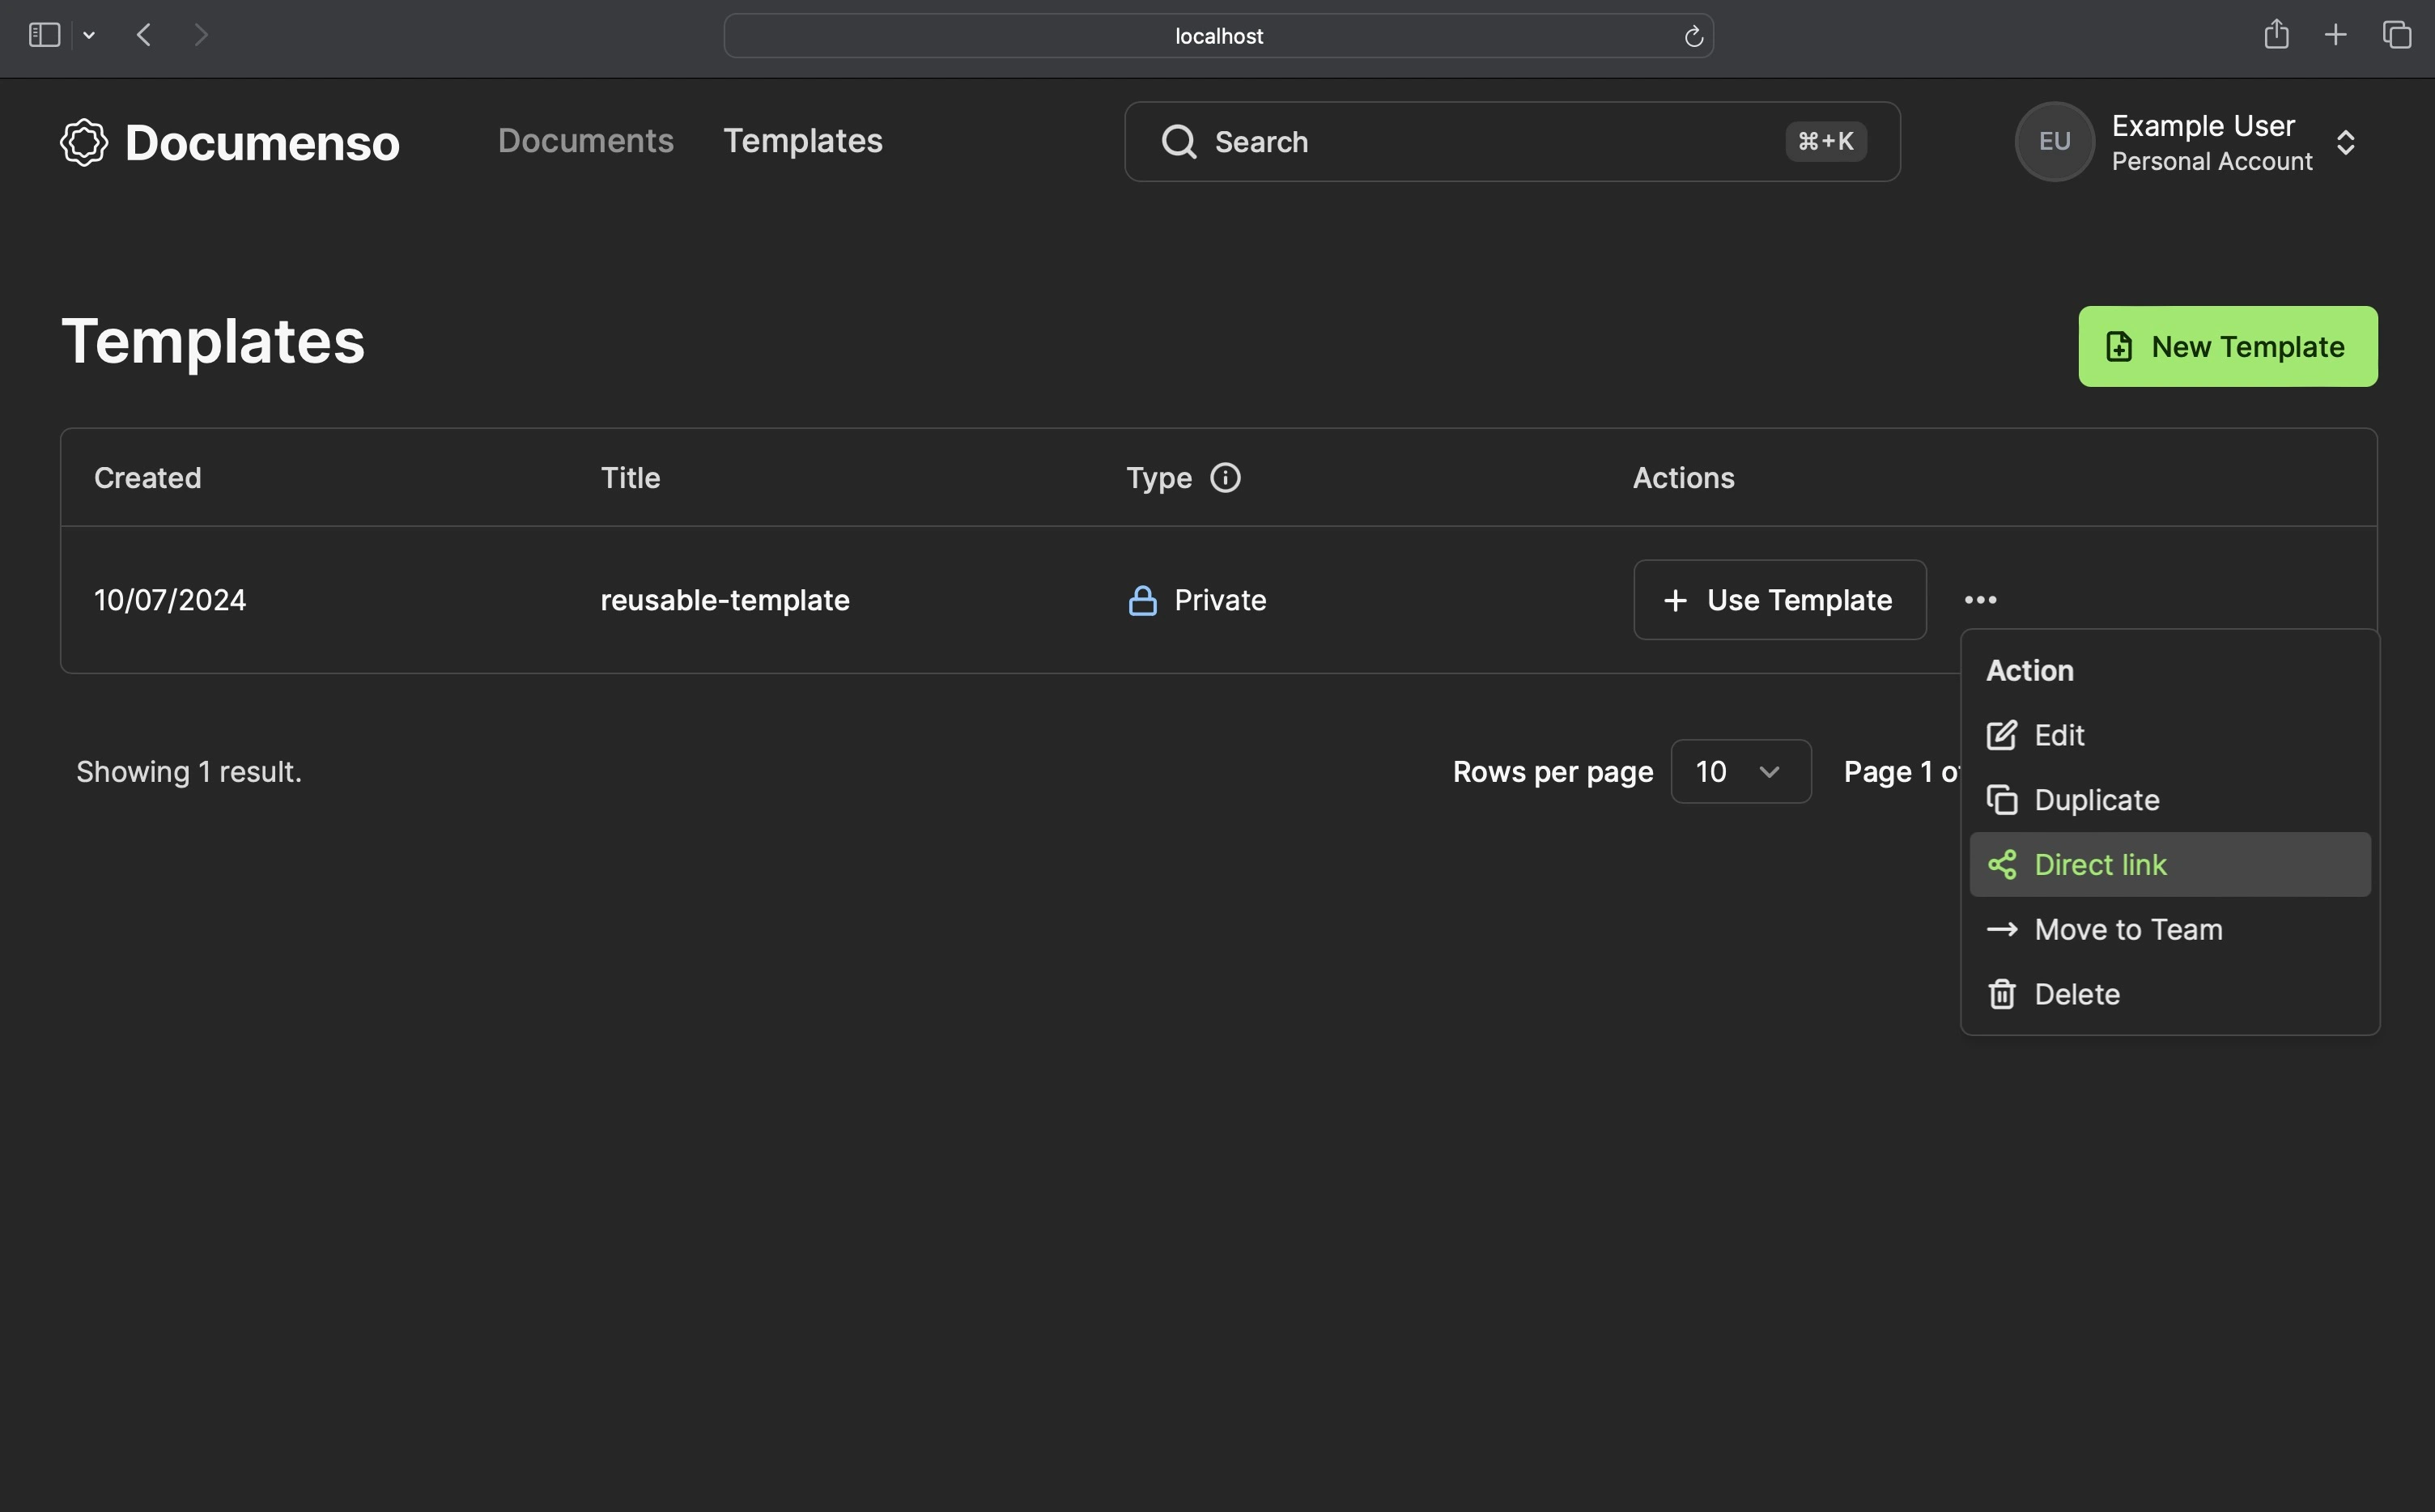 localhost
Documenso
Documents
Templates
Search
⌘+K
EU
Example User
Personal Account
Templates
New Template
Created
Title
Type
Actions
10/07/2024
reusable-template
Private
Use Template
Action
Edit
Duplicate
Direct link
Move to Team
Delete
Showing 1 result.
Rows per page
10
Page 1